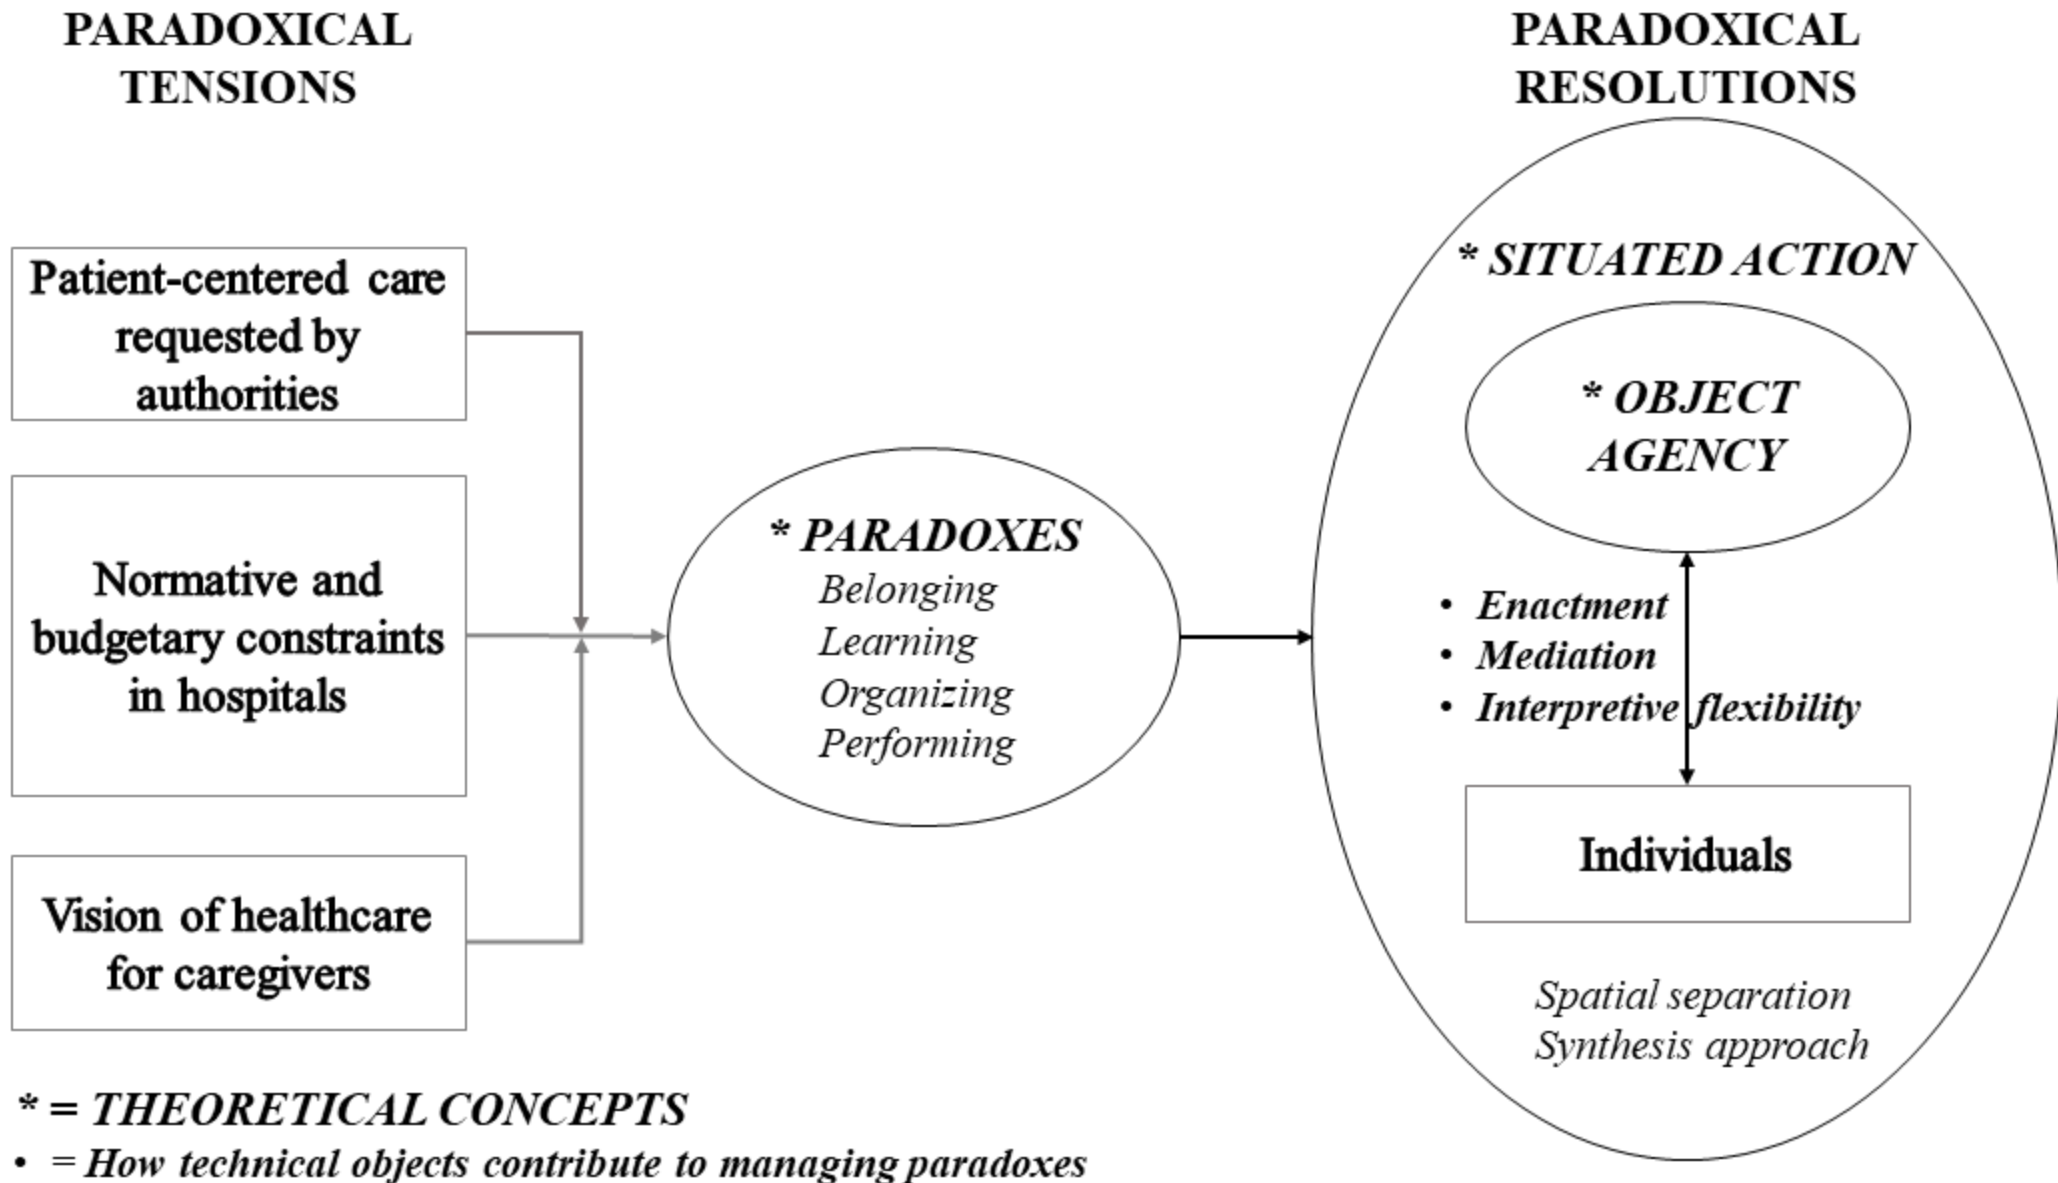 PARADOXICAL
TENSIONS
PARADOXICAL
RESOLUTIONS
Patient-centered care
requested by
authorities
Normative and
budgetary constraints
in hospitals
Vision of healthcare
for caregivers
* PARADOXES
Belonging
Learning
Organizing
Performing
* SITUATED ACTION
* OBJECT
AGENCY
• Enactment
• Mediation
• Interpretive flexibility
Individuals
Spatial separation
Synthesis approach
* = THEORETICAL CONCEPTS
• = How technical objects contribute to managing paradoxes